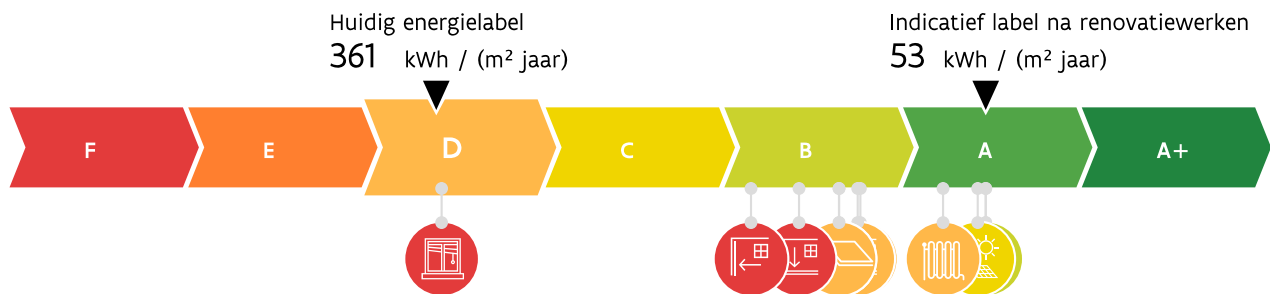 Huidig energielabel
361 kWh / (m² jaar)
Indicatief label na renovatiewerken
53 kWh / (m² jaar)
F
E
D
C
B
A
A+